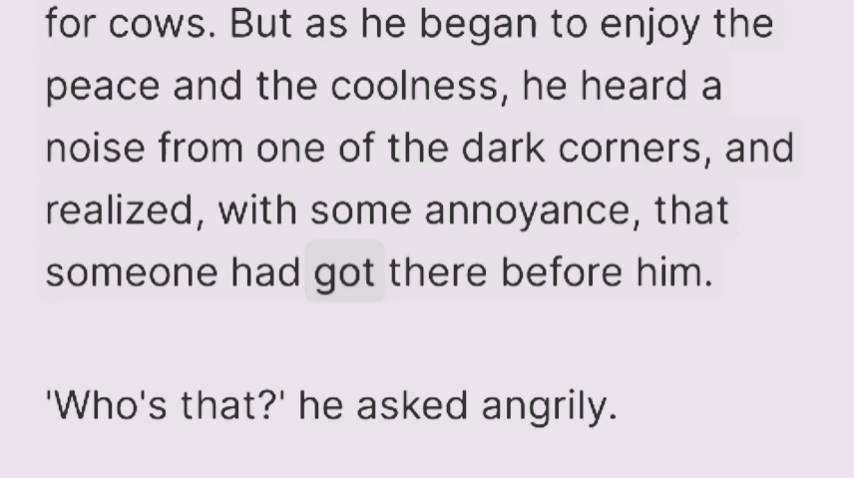 for cows. But as he began to enjoy the
peace and the coolness, he heard a
noise from one of the dark corners, and
realized, with some annoyance, that
someone had got there before him.
'Who's that?' he asked angrily.